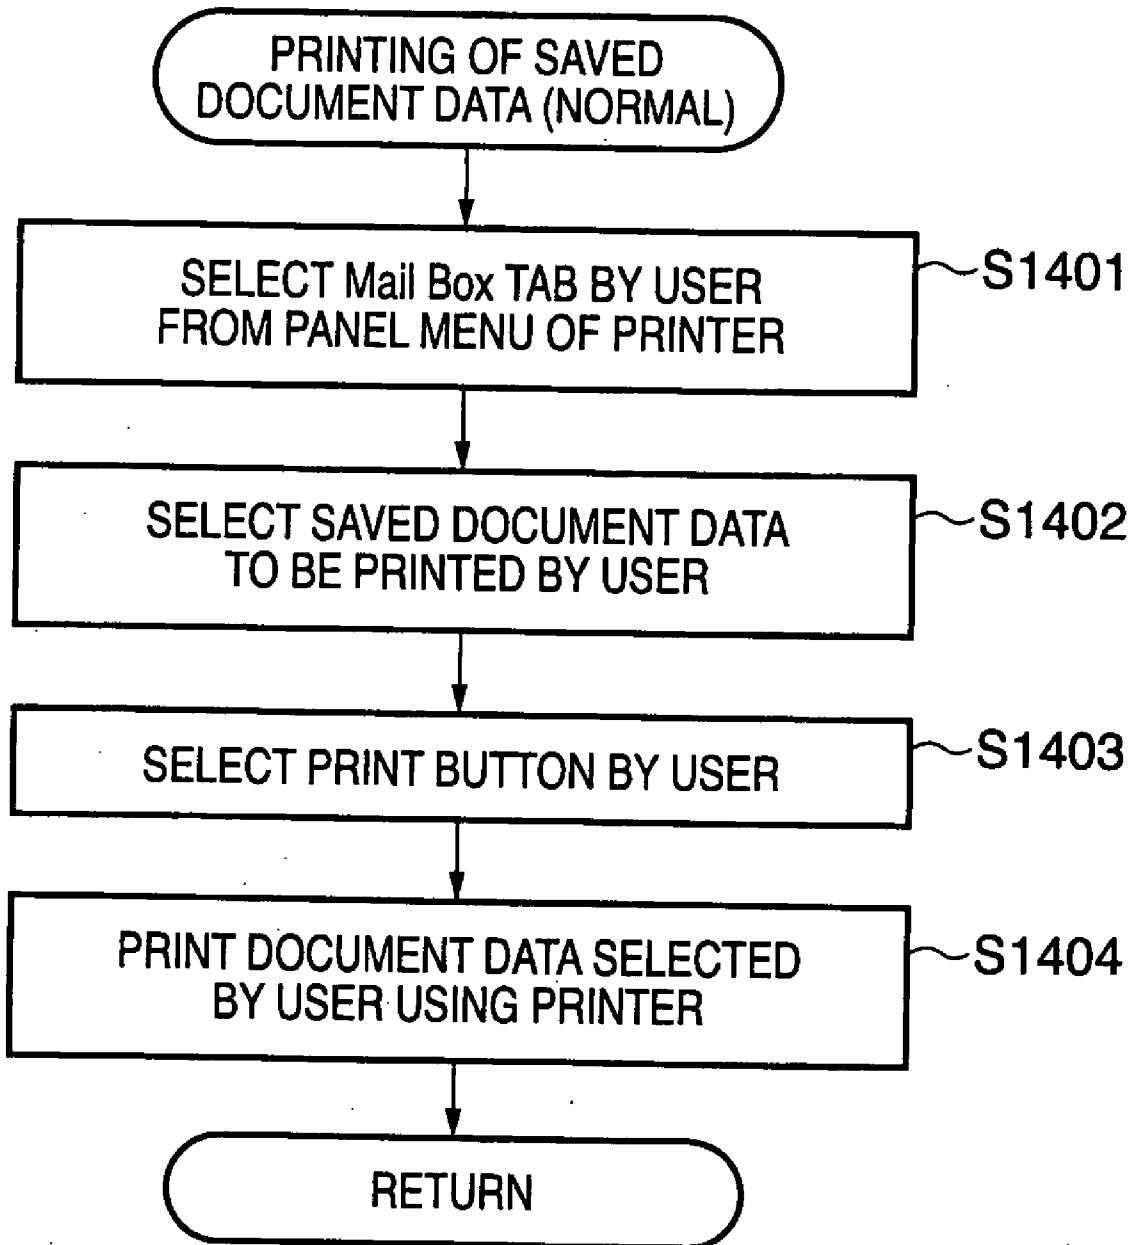 PRINTING OF SAVED
DOCUMENT DATA (NORMAL)
SELECT Mail Box TAB BY USER
FROM PANEL MENU OF PRINTER
S1401
SELECT SAVED DOCUMENT DATA
TO BE PRINTED BY USER
S1402
SELECT PRINT BUTTON BY USER
S1403
PRINT DOCUMENT DATA SELECTED
BY USER USING PRINTER
S1404
RETURN